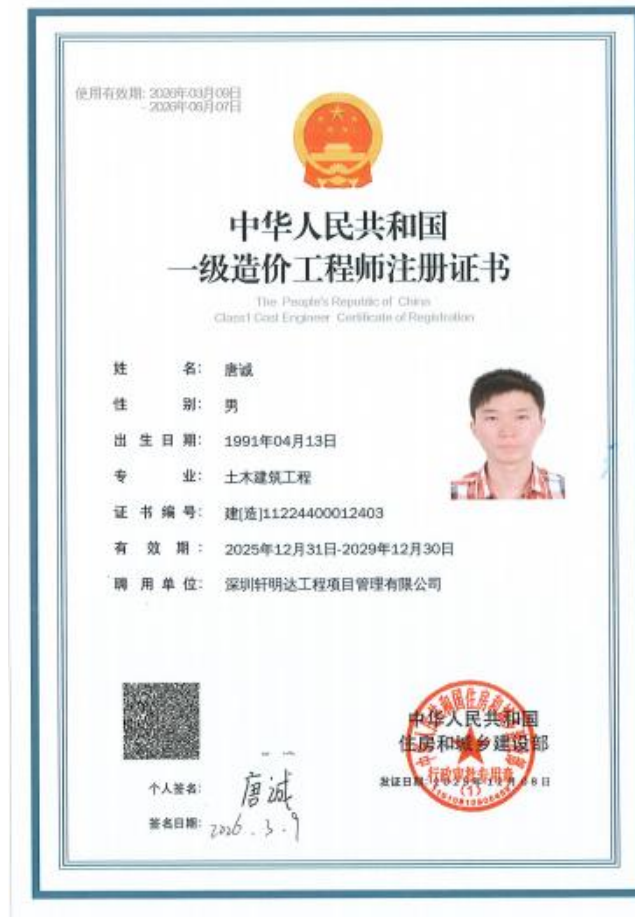 使用有效期: 2026年03月09日
- 2026年06月07日
中华人民共和国
一级造价工程师注册证书
The People's Republic of China
Class1 Cost Engineer Certificate of Registration
姓 名: 唐诚
性 别: 男
出 生 日 期: 1991年04月13日
专 业: 土木建筑工程
证 书 编 号: 建[造]11224400012403
有 效 期: 2025年12月31日-2029年12月30日
聘 用 单 位: 深圳轩明达工程项目管理有限公司
中华人民共和国
住房和城乡建设部
行政审批专用章
(1)
发证日期: 
个人签名: 唐诚
签名日期: 2026.3.9